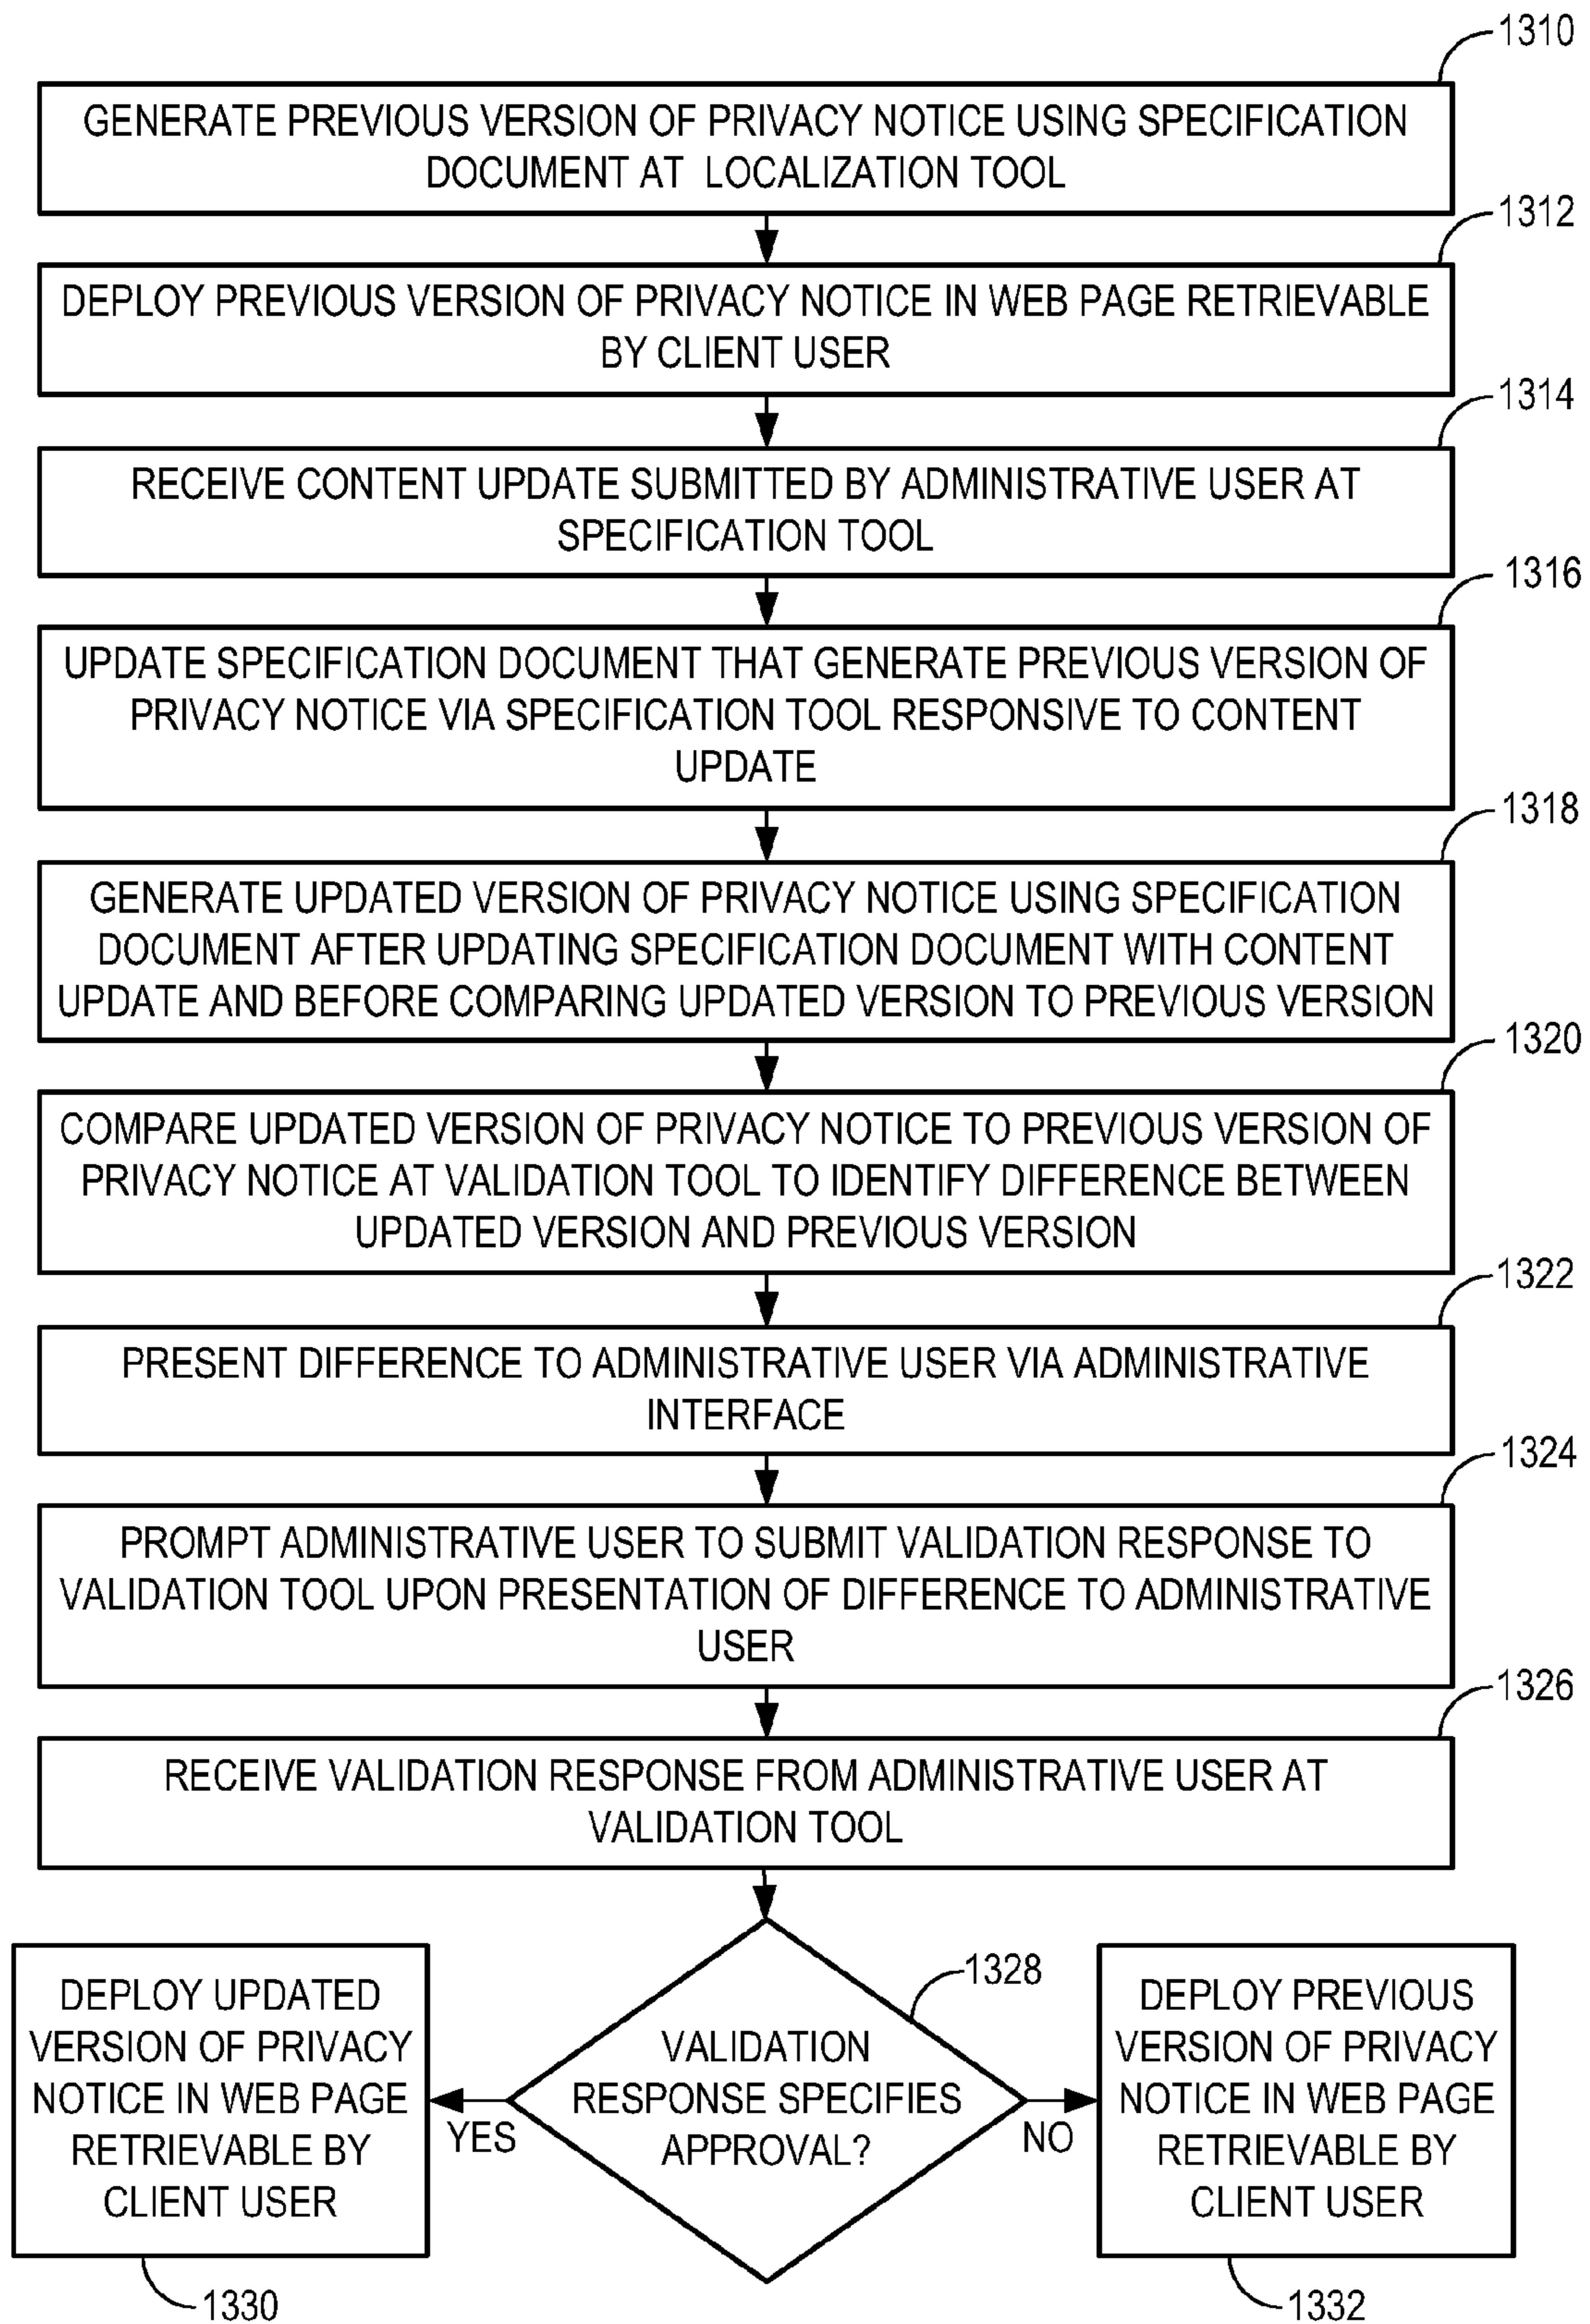 1310
GENERATE PREVIOUS VERSION OF PRIVACY NOTICE USING SPECIFICATION
DOCUMENT AT LOCALIZATION TOOL
1312
DEPLOY PREVIOUS VERSION OF PRIVACY NOTICE IN WEB PAGE RETRIEVABLE
BY CLIENT USER
1314
RECEIVE CONTENT UPDATE SUBMITTED BY ADMINISTRATIVE USER AT
SPECIFICATION TOOL
1316
UPDATE SPECIFICATION DOCUMENT THAT GENERATE PREVIOUS VERSION OF
PRIVACY NOTICE VIA SPECIFICATION TOOL RESPONSIVE TO CONTENT
UPDATE
1318
GENERATE UPDATED VERSION OF PRIVACY NOTICE USING SPECIFICATION
DOCUMENT AFTER UPDATING SPECIFICATION DOCUMENT WITH CONTENT
UPDATE AND BEFORE COMPARING UPDATED VERSION TO PREVIOUS VERSION
1320
COMPARE UPDATED VERSION OF PRIVACY NOTICE TO PREVIOUS VERSION OF
PRIVACY NOTICE AT VALIDATION TOOL TO IDENTIFY DIFFERENCE BETWEEN
UPDATED VERSION AND PREVIOUS VERSION
1322
PRESENT DIFFERENCE TO ADMINISTRATIVE USER VIA ADMINISTRATIVE
INTERFACE
1324
PROMPT ADMINISTRATIVE USER TO SUBMIT VALIDATION RESPONSE TO
VALIDATION TOOL UPON PRESENTATION OF DIFFERENCE TO ADMINISTRATIVE
USER
1326
RECEIVE VALIDATION RESPONSE FROM ADMINISTRATIVE USER AT
VALIDATION TOOL
1328
VALIDATION
RESPONSE SPECIFIES
APPROVAL?
YES
NO
DEPLOY UPDATED
VERSION OF PRIVACY
NOTICE IN WEB PAGE
RETRIEVABLE BY
CLIENT USER
1330
DEPLOY PREVIOUS
VERSION OF PRIVACY
NOTICE IN WEB PAGE
RETRIEVABLE BY
CLIENT USER
1332